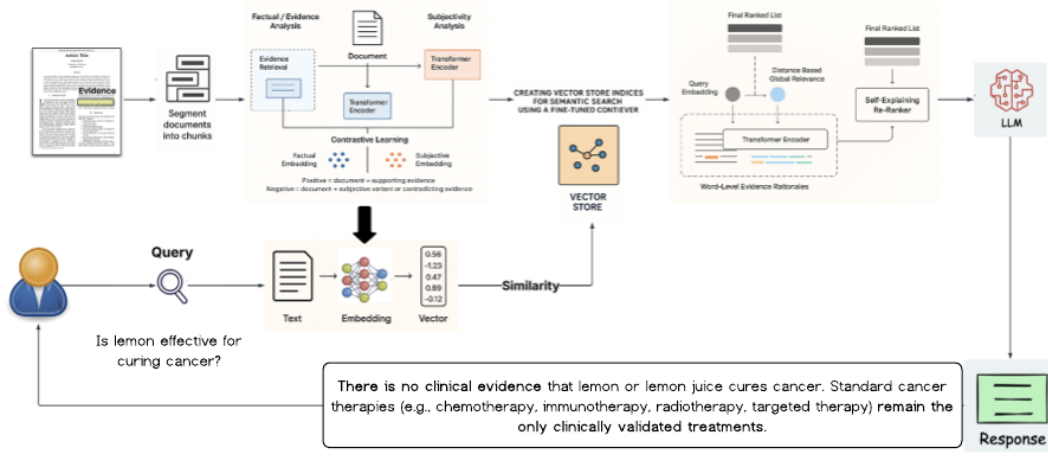 Factual / Evidence
Analysis
Subjectivity
Analysis
Document
Evidence
Retrieval
Transformer
Encoder
Transformer
Encoder
Contrastive Learning
Factual
Embedding
Subjective
Embedding
Positive = document + supporting evidence
Negative = document + subjective variant or contradicting evidence
Article Title
Evidence
Segment
documents
into chunks
CREATING VECTOR STORE INDICES
FOR SEMANTIC SEARCH
USING A FINE-TUNED CONTIEVER
VECTOR
STORE
Final Ranked List
Final Ranked List
Distance Based
Global Relevance
Query
Embedding
Transformer Encoder
Word-Level Evidence Rationales
Self-Explaining
Re-Ranker
LLM
Query
Is lemon effective for
curing cancer?
Text
Embedding
0.56
-1.23
0.47
0.89
-0.12
Vector
Similarity
There is no clinical evidence that lemon or lemon juice cures cancer. Standard cancer
therapies (e.g., chemotherapy, immunotherapy, radiotherapy, targeted therapy) remain the
only clinically validated treatments.
Response